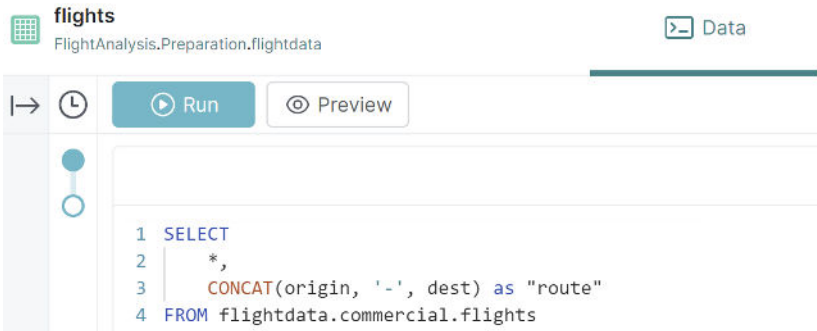 flights
FlightAnalysis.Preparation.flightdata
Data
Run
Preview
1 SELECT
2 *,
3 CONCAT(origin, '-', dest) as "route"
4 FROM flightdata.commercial.flights